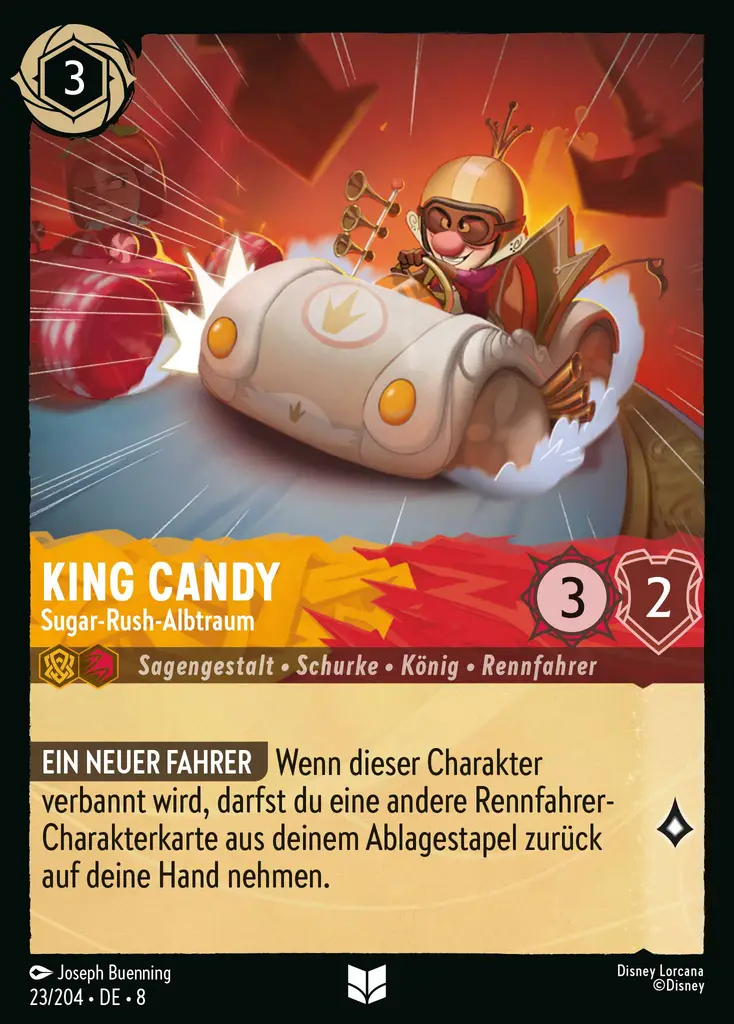 3
KING CANDY
Sugar-Rush-Albtraum
3
2
Sagengestalt • Schurke • König • Rennfahrer
EIN NEUER FAHRER Wenn dieser Charakter
verbannt wird, darfst du eine andere Rennfahrer-
Charakterkarte aus deinem Ablagestapel zurück
auf deine Hand nehmen.
Joseph Buenning
23/204 • DE • 8
Disney Lorcana
©Disney